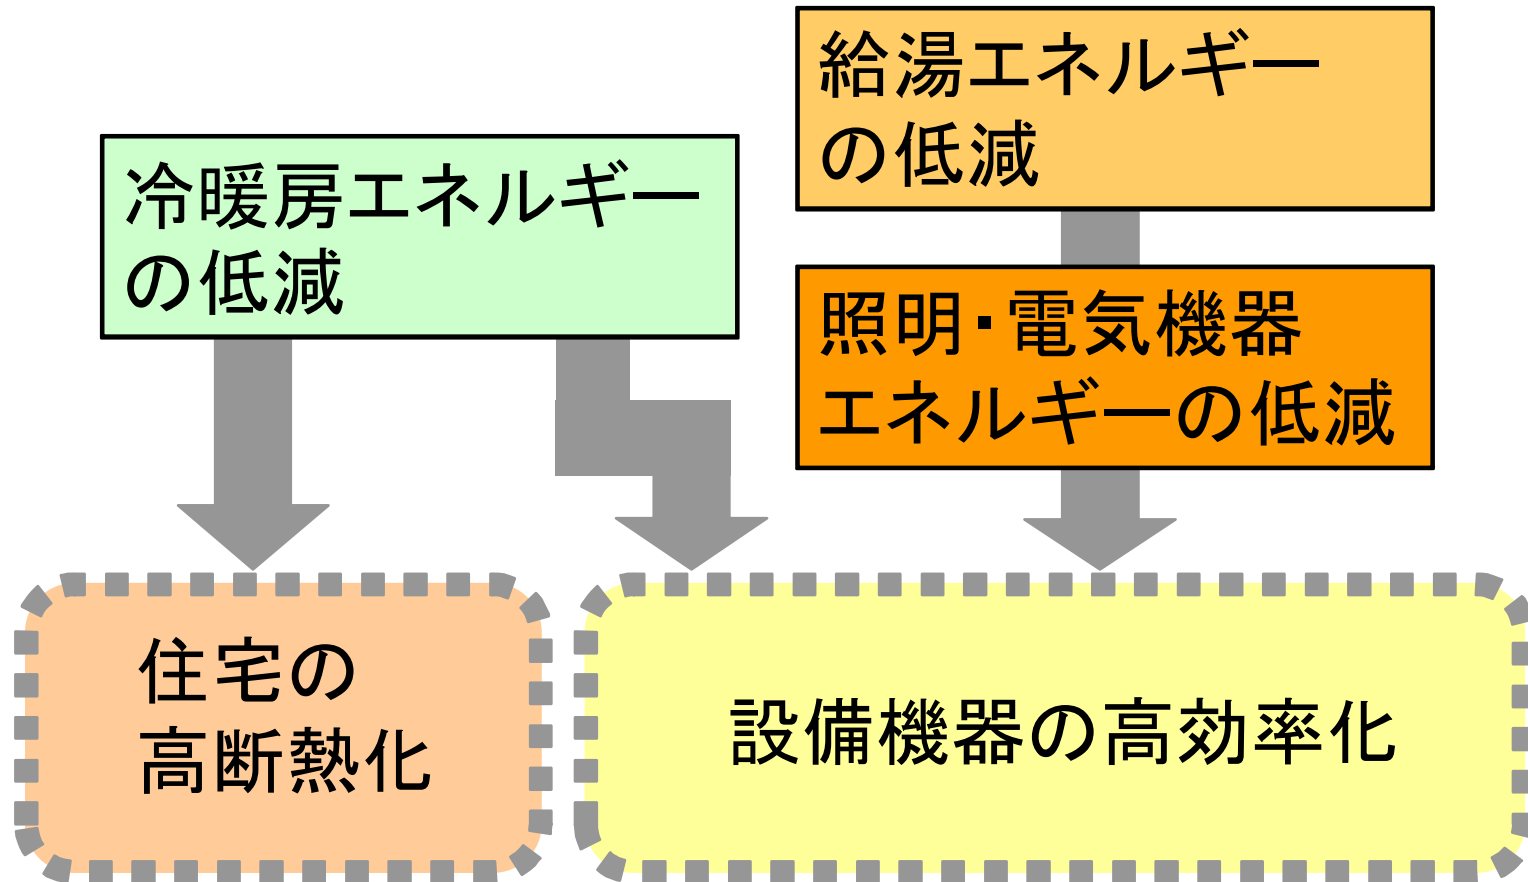 給湯エネルギー
の低減
冷暖房エネルギー
の低減
照明・電気機器
エネルギーの低減
住宅の
高断熱化
設備機器の高効率化